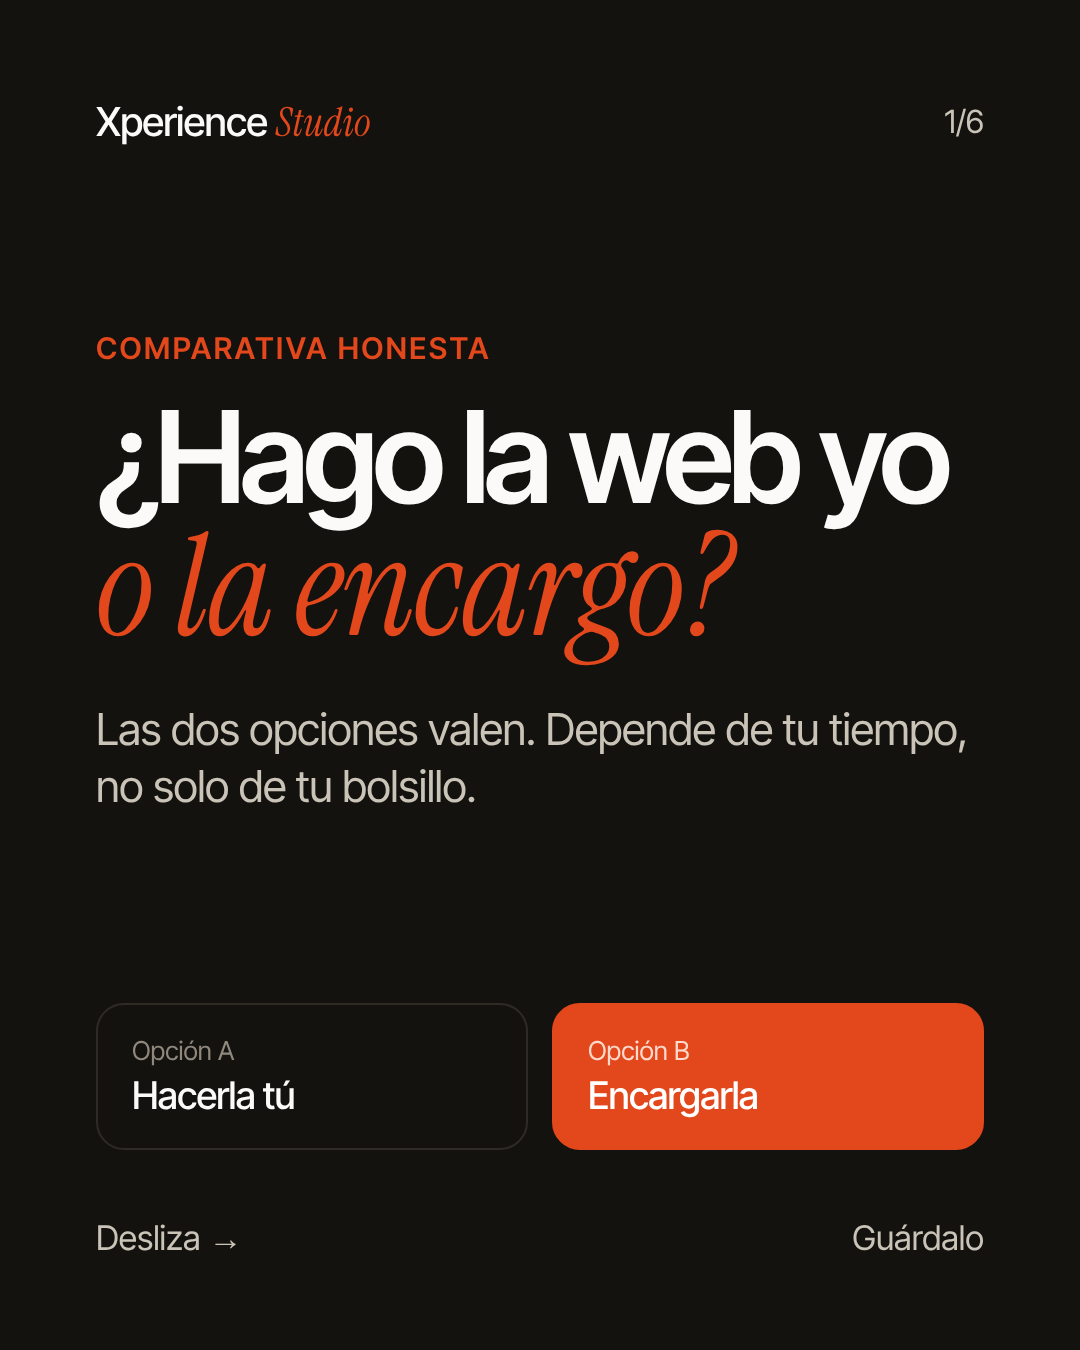 Xperience Studio
1/6
COMPARATIVA HONESTA
¿Hago la web yo
o la encargo?
Las dos opciones valen. Depende de tu tiempo,
no solo de tu bolsillo.
Opción A
Hacerla tú
Opción B
Encargarla
Desliza →
Guárdalo